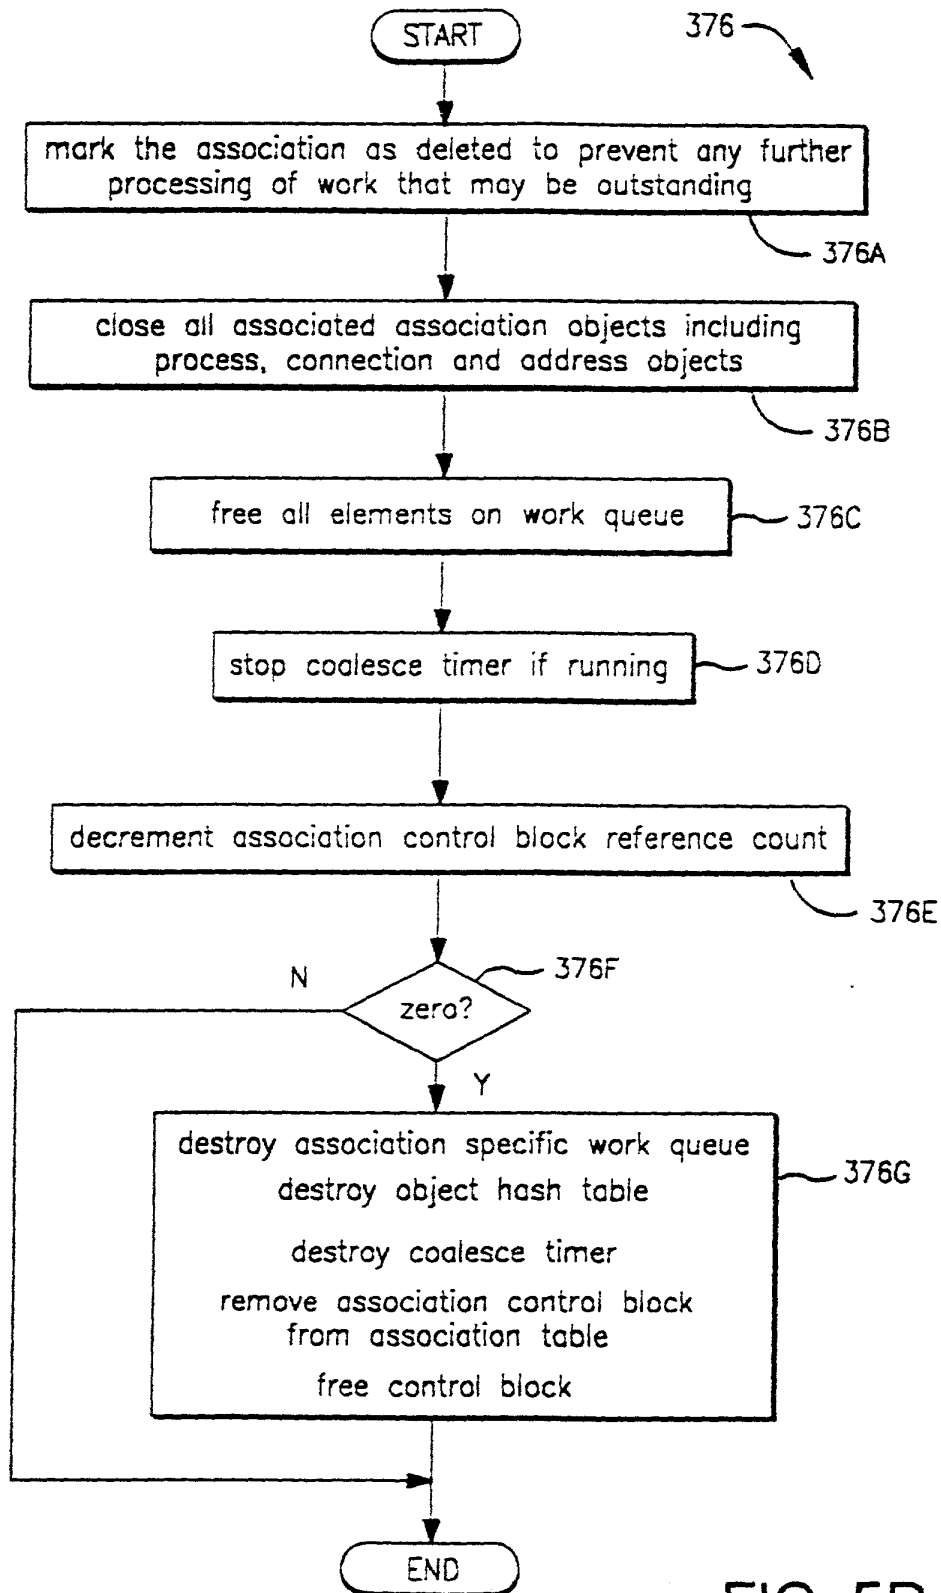 START
376
mark the association as deleted to prevent any further
processing of work that may be outstanding
376A
close all associated association objects including
process, connection and address objects
376B
free all elements on work queue
376C
stop coalesce timer if running
376D
decrement association control block reference count
376E
N
376F
zero?
Y
destroy association specific work queue
destroy object hash table
destroy coalesce timer
remove association control block
from association table
free control block
376G
END